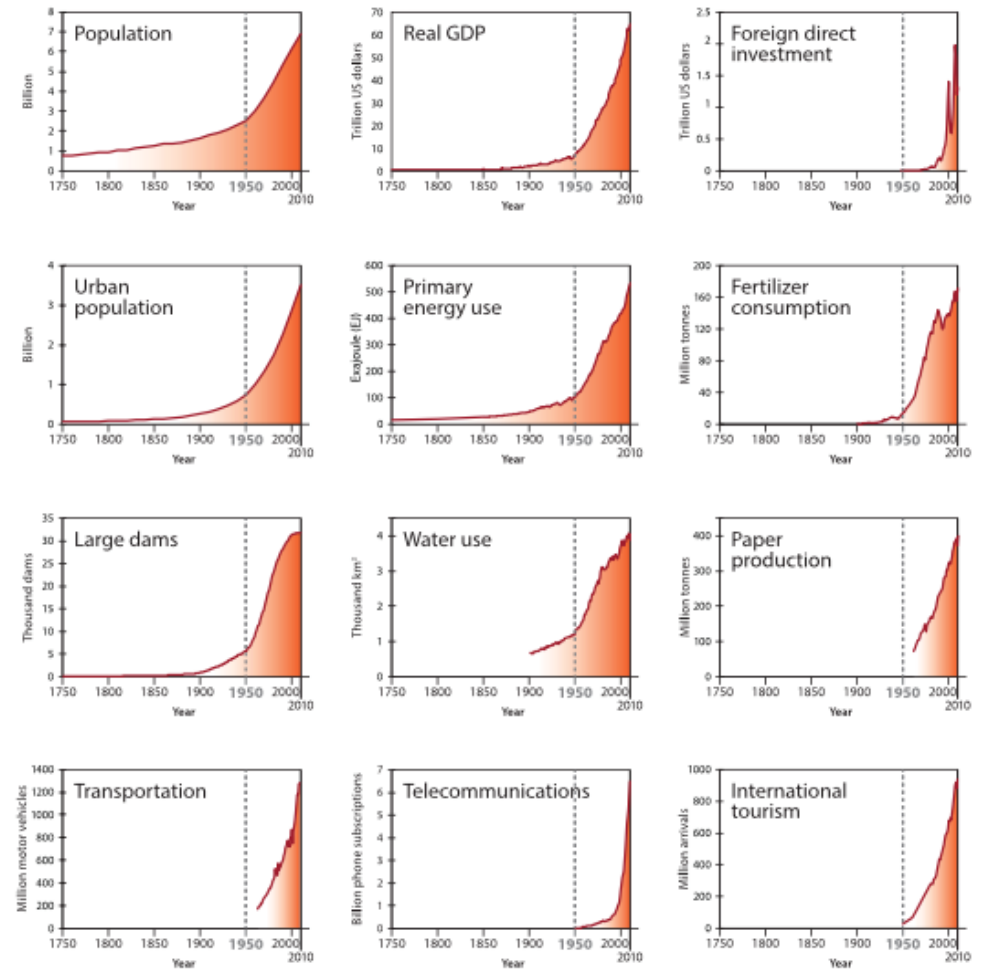 Population
Billion
8
7
6
5
4
3
2
1
0
1750 1800 1850 1900 1950 2000
2010
Year
Real GDP
Trillion US dollars
70
60
50
40
30
20
10
0
1750 1800 1850 1900 1950 2000
2010
Year
Foreign direct
investment
Trillion US dollars
2.5
2
1.5
1
0.5
0
1750 1800 1850 1900 1950 2000
2010
Year
Urban
population
Billion
4
3
2
1
0
1750 1800 1850 1900 1950 2000
2010
Year
Primary
energy use
Exajoule (EJ)
600
500
400
300
200
100
0
1750 1800 1850 1900 1950 2000
2010
Year
Fertilizer
consumption
Million tonnes
200
160
120
80
40
0
1750 1800 1850 1900 1950 2000
2010
Year
Large dams
Thousand dams
35
30
25
20
15
10
5
0
1750 1800 1850 1900 1950 2000
2010
Year
Water use
Thousand km³
4
3
2
1
0
1750 1800 1850 1900 1950 2000
2010
Year
Paper
production
Million tonnes
400
300
200
100
0
1750 1800 1850 1900 1950 2000
2010
Year
Transportation
Million motor vehicles
1400
1200
1000
800
600
400
200
0
1750 1800 1850 1900 1950 2000
2010
Year
Telecommunications
Billion phone subscriptions
7
6
5
4
3
2
1
0
1750 1800 1850 1900 1950 2000
2010
Year
International
tourism
Million arrivals
1000
800
600
400
200
0
1750 1800 1850 1900 1950 2000
2010
Year